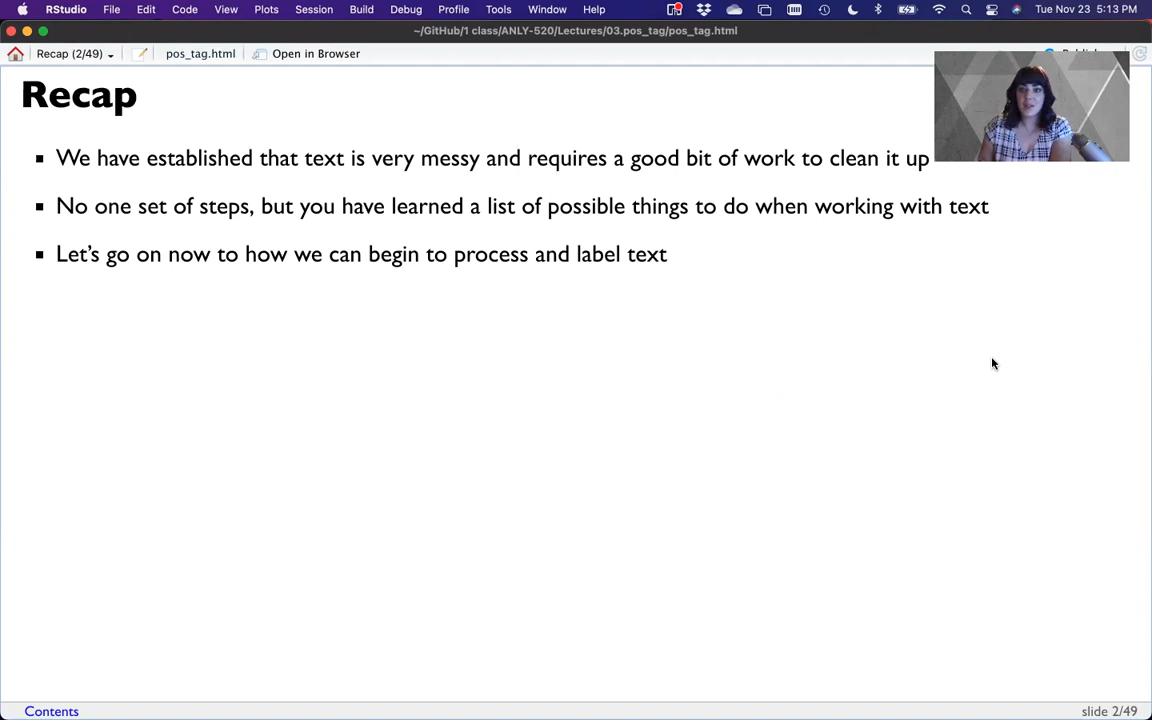 RStudio File Edit Code View Plots Session Build Debug Profile Tools Window Help Tue Nov 23 5:13 PM
~/GitHub/1 class/ANLY-520/Lectures/03.pos_tag/pos_tag.html
Recap (2/49) pos_tag.html Open in Browser
Recap
▪ We have established that text is very messy and requires a good bit of work to clean it up
▪ No one set of steps, but you have learned a list of possible things to do when working with text
▪ Let's go on now to how we can begin to process and label text
Contents slide 2/49